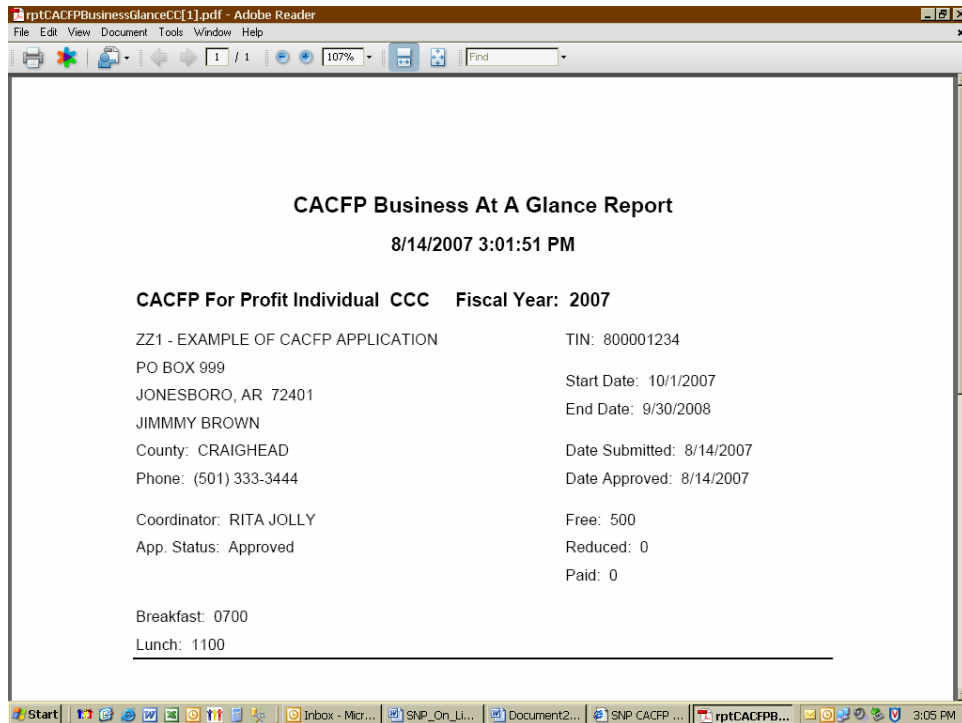 rptCACFPBusinessGlanceCC[1].pdf - Adobe Reader
File Edit View Document Tools Window Help
1 / 1 107% Find
CACFP Business At A Glance Report
8/14/2007 3:01:51 PM
CACFP For Profit Individual CCC Fiscal Year: 2007
ZZ1 - EXAMPLE OF CACFP APPLICATION
PO BOX 999
JONESBORO, AR 72401
JIMMMY BROWN
County: CRAIGHEAD
Phone: (501) 333-3444
TIN: 800001234
Start Date: 10/1/2007
End Date: 9/30/2008
Date Submitted: 8/14/2007
Date Approved: 8/14/2007
Coordinator: RITA JOLLY
App. Status: Approved
Free: 500
Reduced: 0
Paid: 0
Breakfast: 0700
Lunch: 1100
Start Inbox - Micr... SNP_On_Li... Document2... SNP CACFP ... rptCACFPB... 3:05 PM